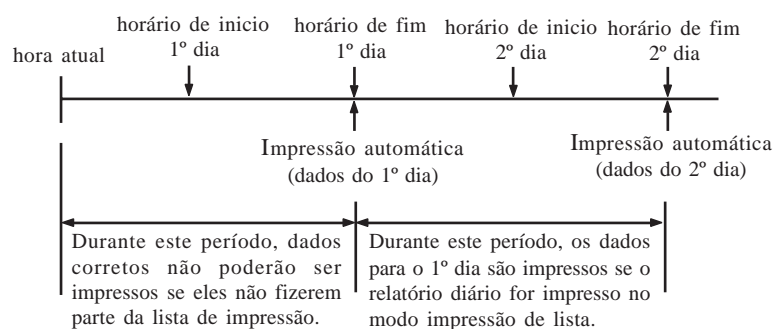 hora atual
horário de inicio
1º dia
horário de fim
1º dia
horário de inicio
2º dia
horário de fim
2º dia
Impressão automática
(dados do 1º dia)
Impressão automática
(dados do 2º dia)
Durante este período, dados
corretos não poderão ser
impressos se eles não fizerem
parte da lista de impressão.
Durante este período, os dados
para o 1º dia são impressos se o
relatório diário for impresso no
modo impressão de lista.